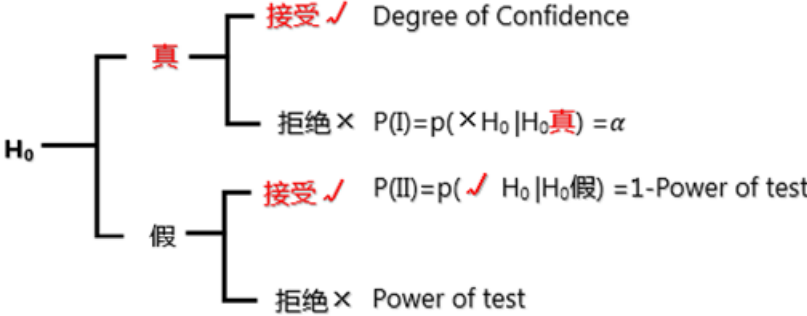 接受✓ Degree of Confidence
真
拒绝× P(I)=p(×H₀|H₀真) =α
H₀
接受✓ P(II)=p(✓ H₀|H₀假) =1-Power of test
假
拒绝× Power of test